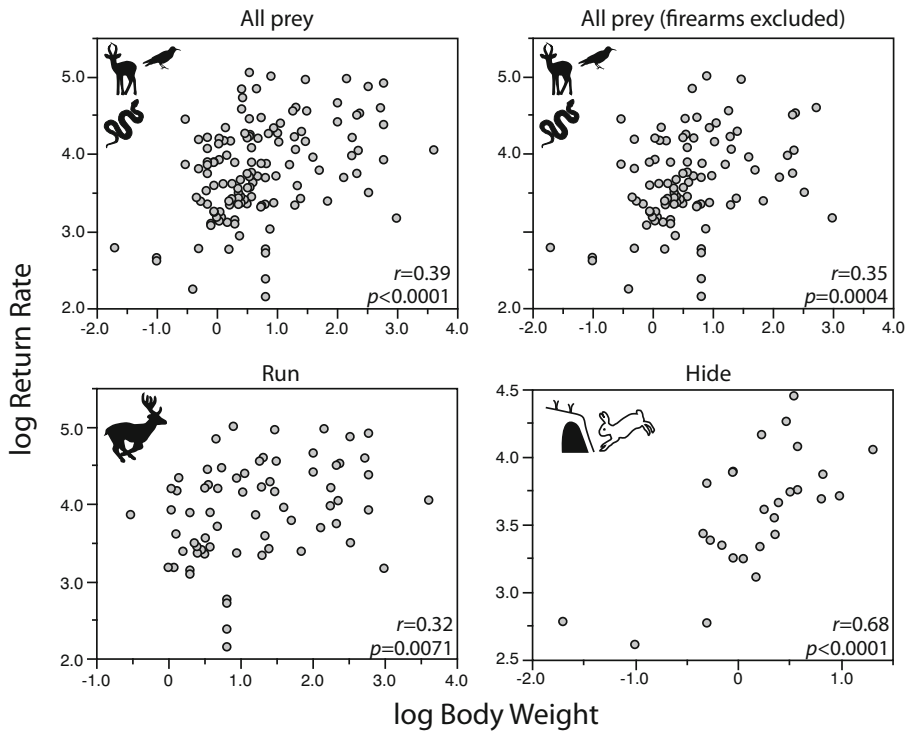 All prey
5.0
4.0
3.0
2.0
-2.0
-1.0
0
1.0
2.0
3.0
4.0
r=0.39
p<0.0001
All prey (firearms excluded)
5.0
4.0
3.0
2.0
-2.0
-1.0
0
1.0
2.0
3.0
4.0
r=0.35
p=0.0004
Run
5.0
4.0
3.0
2.0
-1.0
0
1.0
2.0
3.0
4.0
r=0.32
p=0.0071
Hide
4.5
4.0
3.5
3.0
2.5
-2.0
-1.0
0
1.0
r=0.68
p<0.0001
log Return Rate
log Body Weight